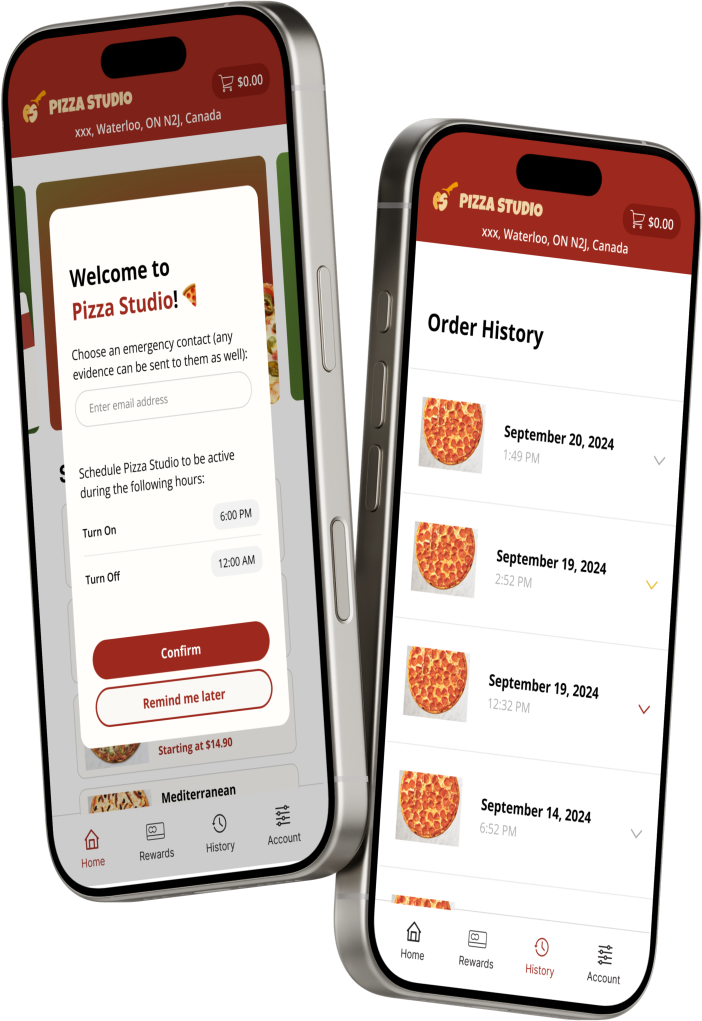 PIZZA STUDIO
$0.00
xxx, Waterloo, ON N2J, Canada
Welcome to
Pizza Studio!
Choose an emergency contact (any
evidence can be sent to them as well):
Enter email address
Schedule Pizza Studio to be active
during the following hours:
Turn On
6:00 PM
Turn Off
12:00 AM
Confirm
Remind me later
Starting at $14.90
Mediterranean
Home
Rewards
History
Account
PIZZA STUDIO
$0.00
xxx, Waterloo, ON N2J, Canada
Order History
September 20, 2024
1:49 PM
September 19, 2024
2:52 PM
September 19, 2024
12:32 PM
September 14, 2024
6:52 PM
Home
Rewards
History
Account